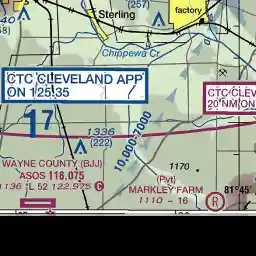 Sterling
(257)
factory
Chippewa Cr.
CTC CLEVELAND APP
ON 125.35
CTC CLEV
20 NM ON
17
1336
(222)
10,000-7000
WAYNE COUNTY (BJJ)
ASOS 118.075
1136 L 52 122.975 C
1170
(Pvt)
MARKLEY FARM
1110 - 16
81°45'
R